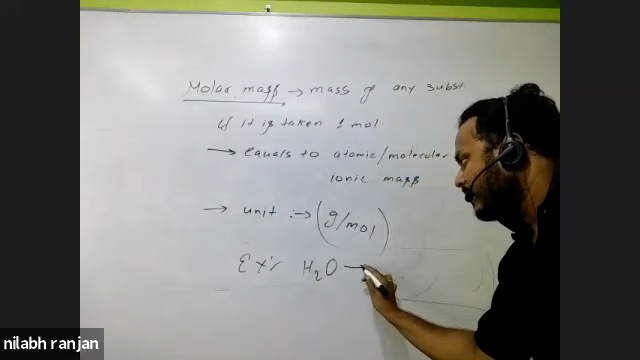 Molar mass → mass of any subst.
if it is taken 1 mol.
→ equals to atomic/molecular
ionic mass
→ unit :→ (g/mol)
Ex:- H₂O →
nilabh ranjan